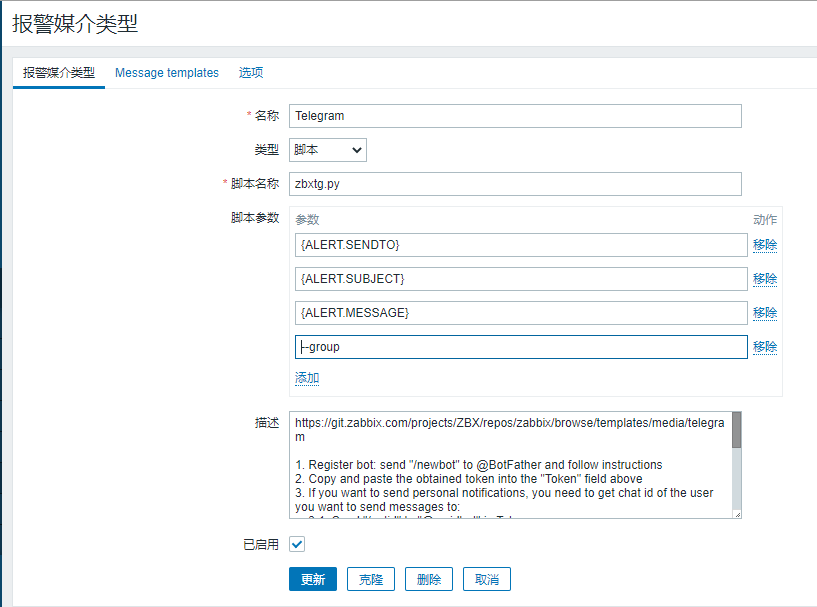 报警媒介类型
报警媒介类型 Message templates 选项
* 名称 Telegram
类型 脚本
* 脚本名称 zbxtg.py
脚本参数 参数 动作
{ALERT.SENDTO} 移除
{ALERT.SUBJECT} 移除
{ALERT.MESSAGE} 移除
--group 移除
添加
描述 https://git.zabbix.com/projects/ZBX/repos/zabbix/browse/templates/media/telegra
m
1. Register bot: send "/newbot" to @BotFather and follow instructions
2. Copy and paste the obtained token into the "Token" field above
3. If you want to send personal notifications, you need to get chat id of the user
you want to send messages to:
已启用
更新 克隆 删除 取消